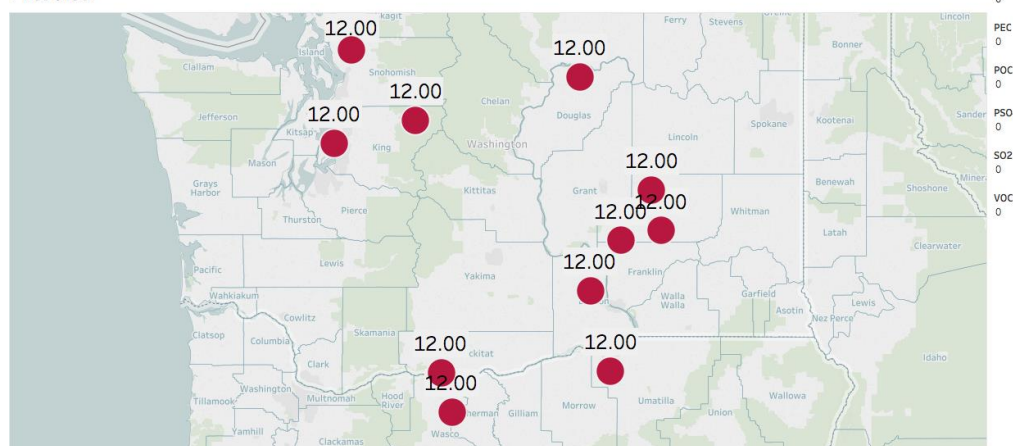 kagit
Ferry
Stevens
Lincoln
0
PEC
0
POC
0
PSO
0
SO2
0
VOC
0
12.00
Island
Clallam
Snohomish
12.00
Bonner
12.00
Chelan
Jefferson
Douglas
Spokane
Kootenai
12.00
Kitsap
Lincoln
King
Washington
Mason
12.00
Grays
Harbor
Kittitas
Grant
Benewah
Shoshone
Pierce
Thurston
12.00
12.00
Whitman
Latah
Clearwater
Lewis
Pacific
Yakima
12.00
Franklin
Wahkiakum
Walla
Walla
Garfield
Asotin
Lewis
Nez Perce
Cowlitz
Clatsop
Columbia
Skamania
12.00
ckitat
12.00
Idaho
Clark
12.00
Washington
Multnomah
Hood
River
Tillamook
herman
Gilliam
Morrow
Umatilla
Union
Wallowa
Yamhill
Clackamas
Wasco